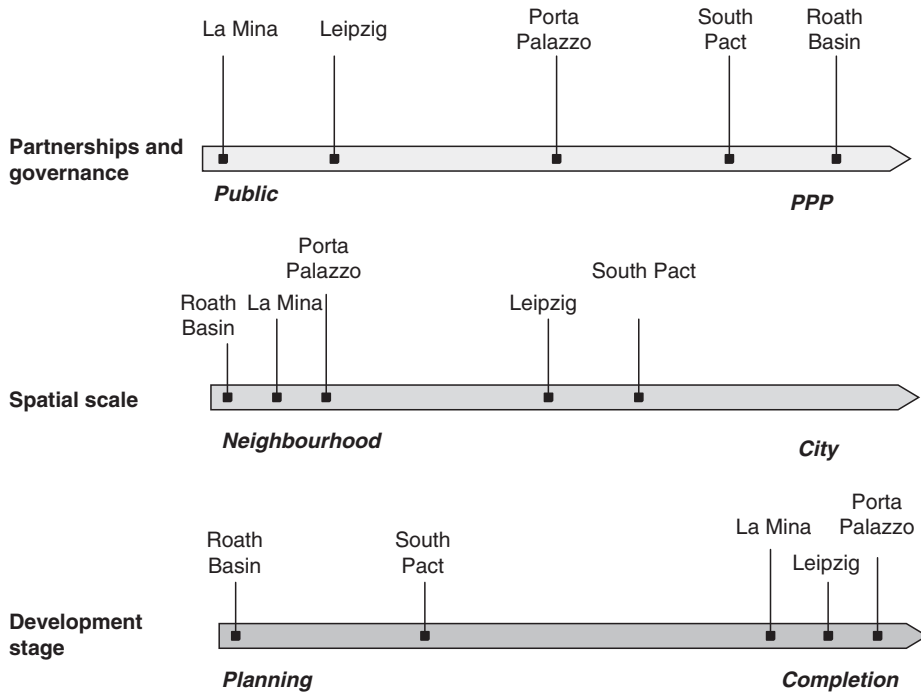 La Mina
Leipzig
Porta
Palazzo
South
Pact
Roath
Basin
Partnerships and
governance
Public
PPP
Porta
Palazzo
South Pact
Roath
Basin
La Mina
Leipzig
Spatial scale
Neighbourhood
City
Porta
Palazzo
La Mina
Roath
Basin
South
Pact
Leipzig
Development
stage
Planning
Completion